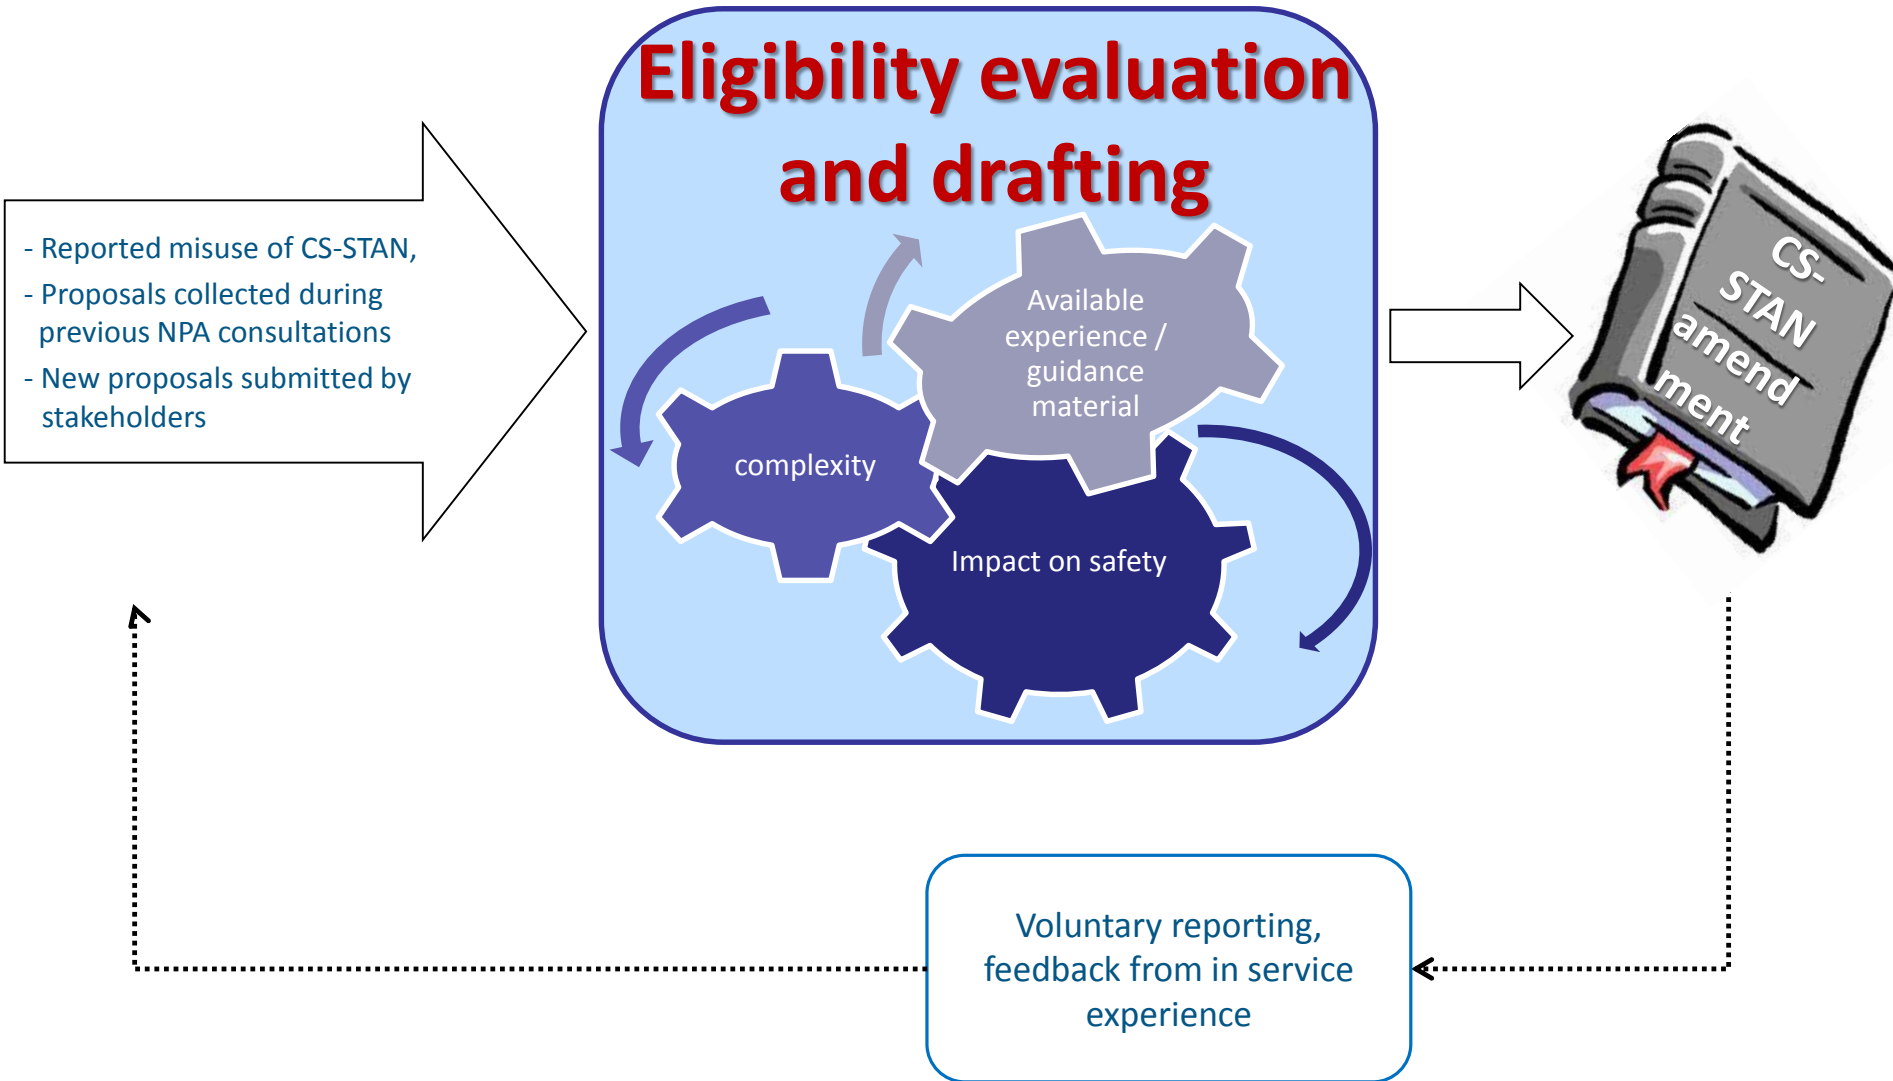 Eligibility evaluation
and drafting
- Reported misuse of CS-STAN,
- Proposals collected during
previous NPA consultations
- New proposals submitted by
stakeholders
Available
experience /
guidance
material
complexity
Impact on safety
CS-
STAN
amend
ment
Voluntary reporting,
feedback from in service
experience